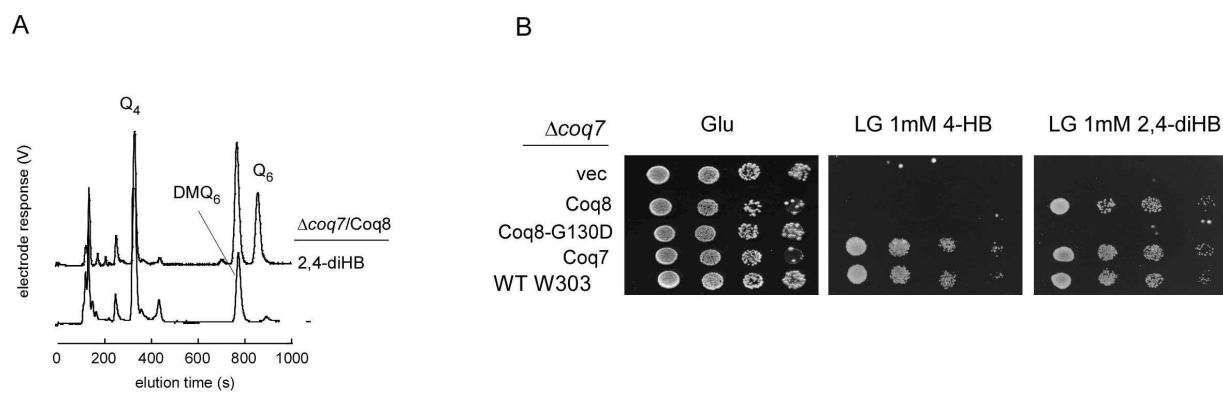 A
B
Q4
Q6
DMQ6
Δcoq7/Coq8
2,4-diHB
-
electrode response (V)
0 200 400 600 800 1000
elution time (s)
Δcoq7 Glu LG 1mM 4-HB LG 1mM 2,4-diHB
vec
Coq8
Coq8-G130D
Coq7
WT W303